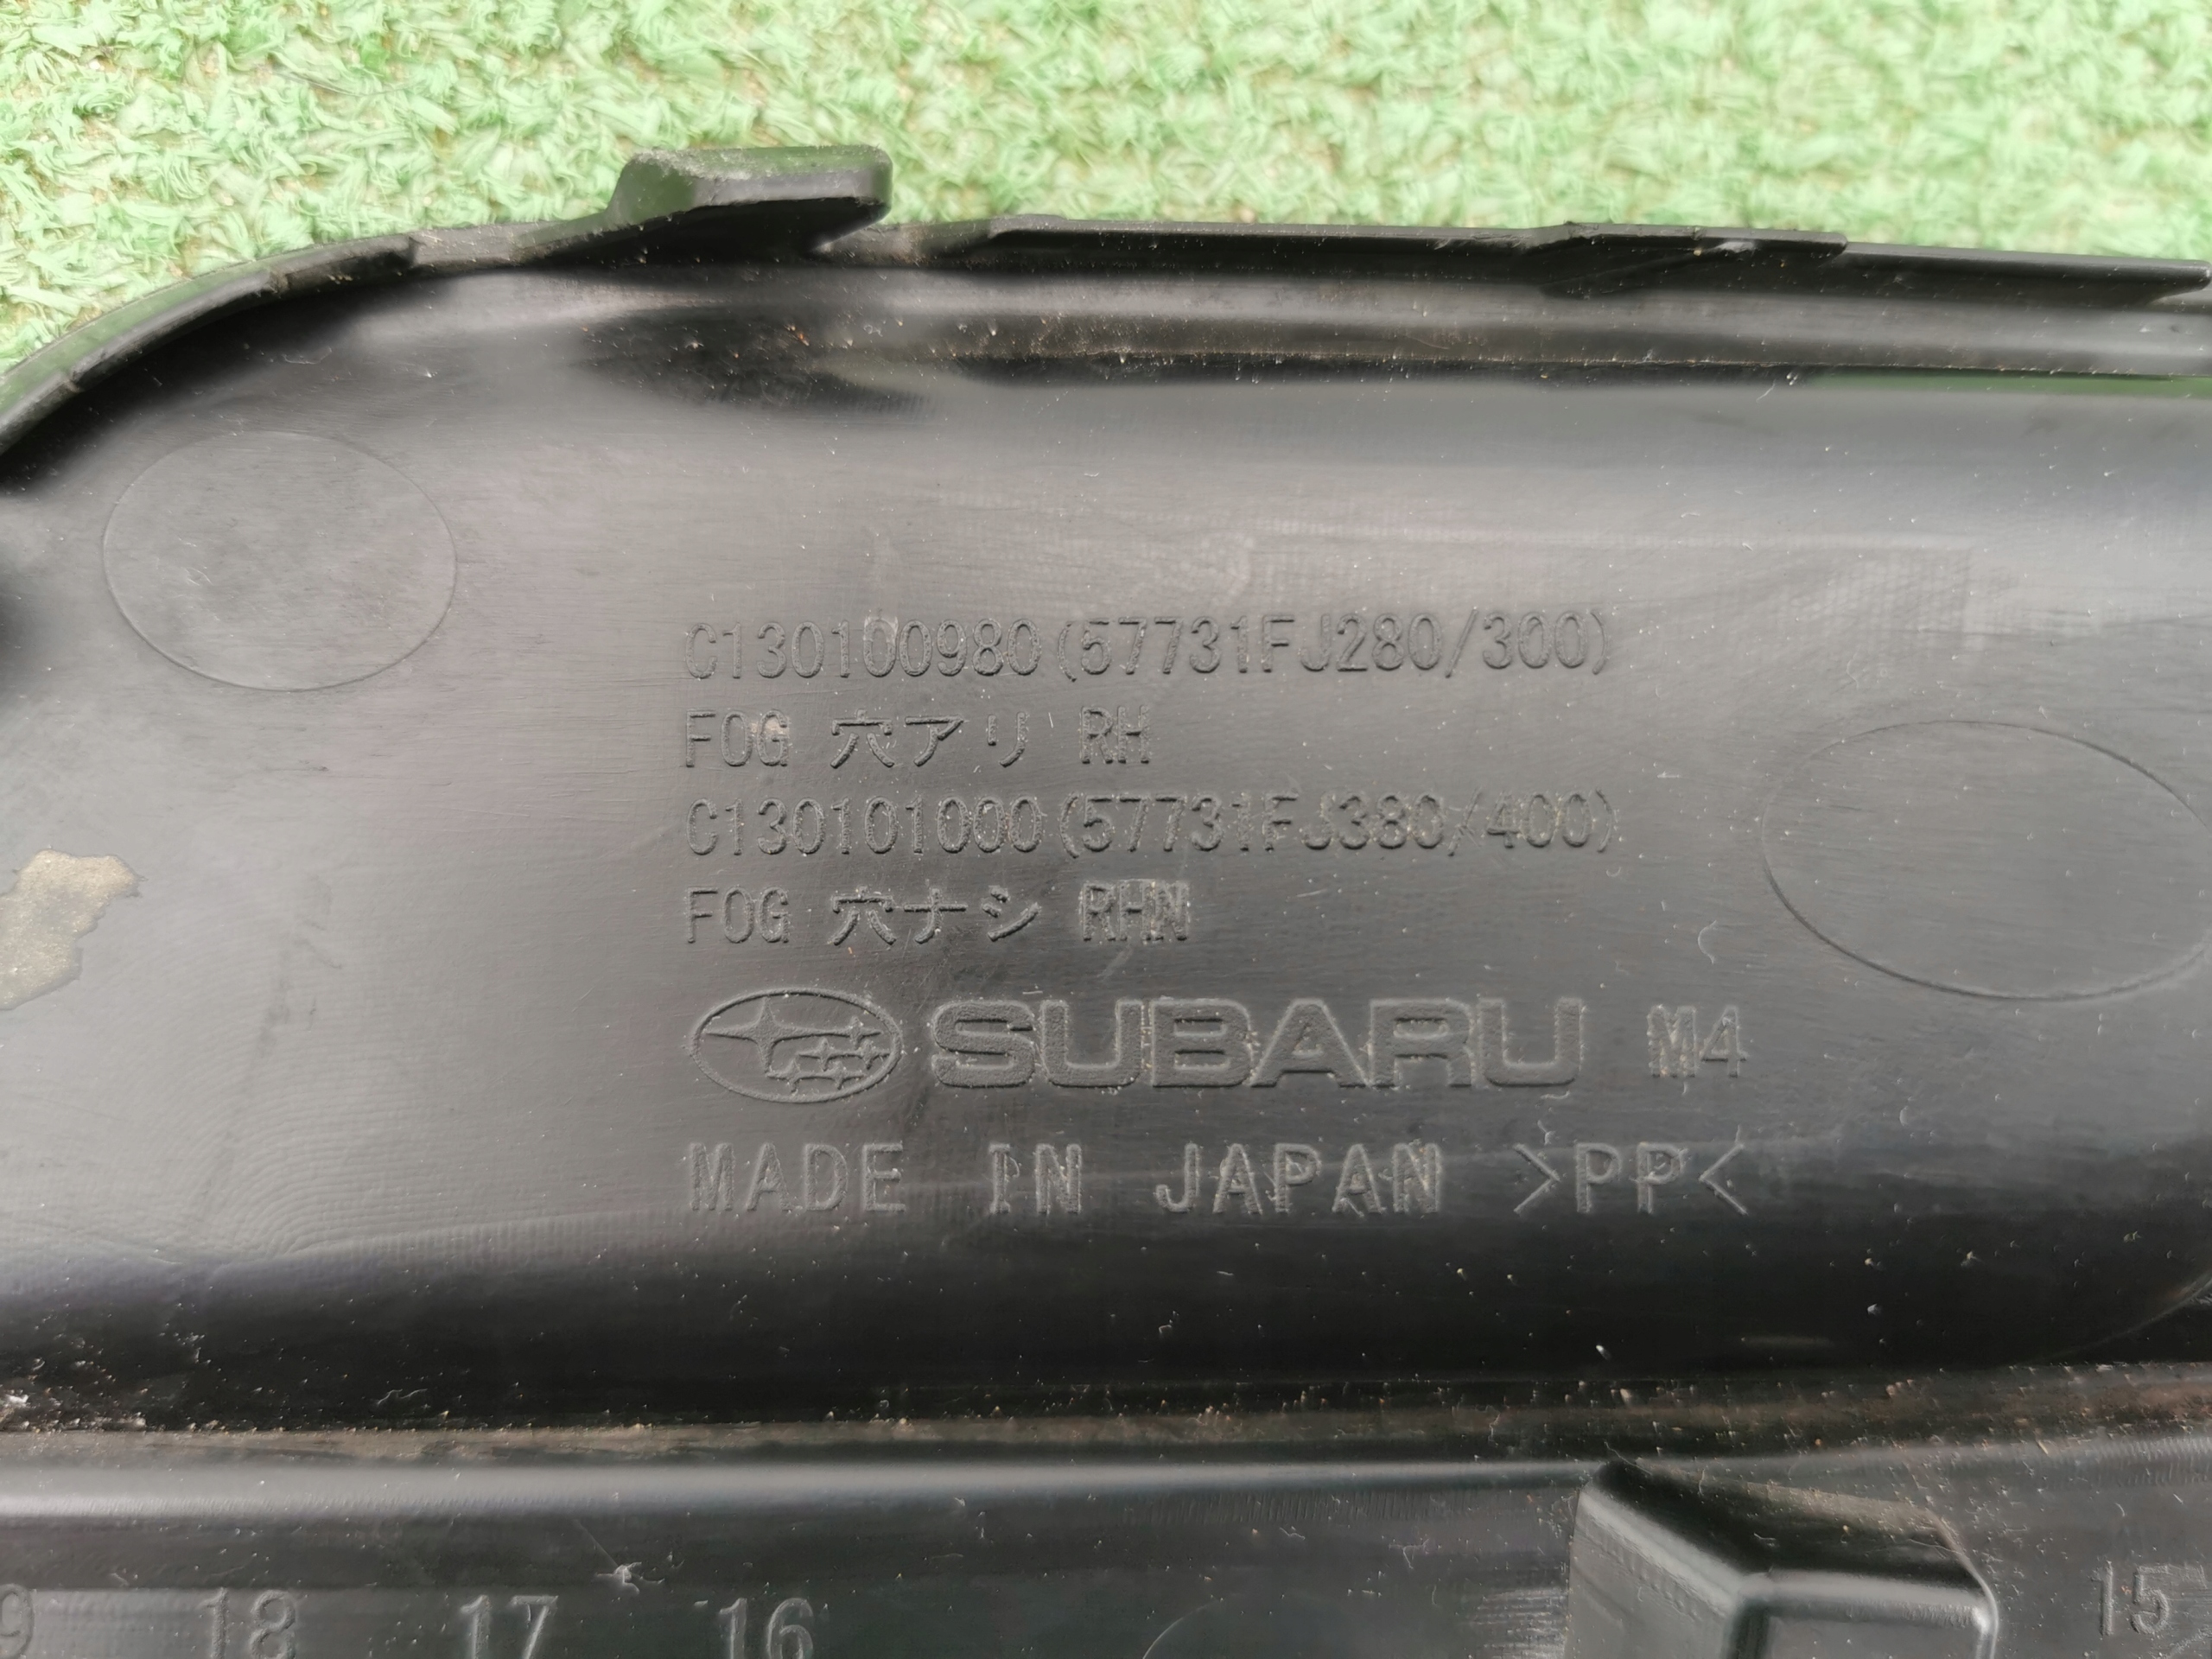 C130100980(57731FJ280/300)
FOG 穴アリ RH
C130101000(57731FJ380/400)
FOG 穴ナシ RHN
SUBARU M4
MADE IN JAPAN >PP<
9 18 17 16 15